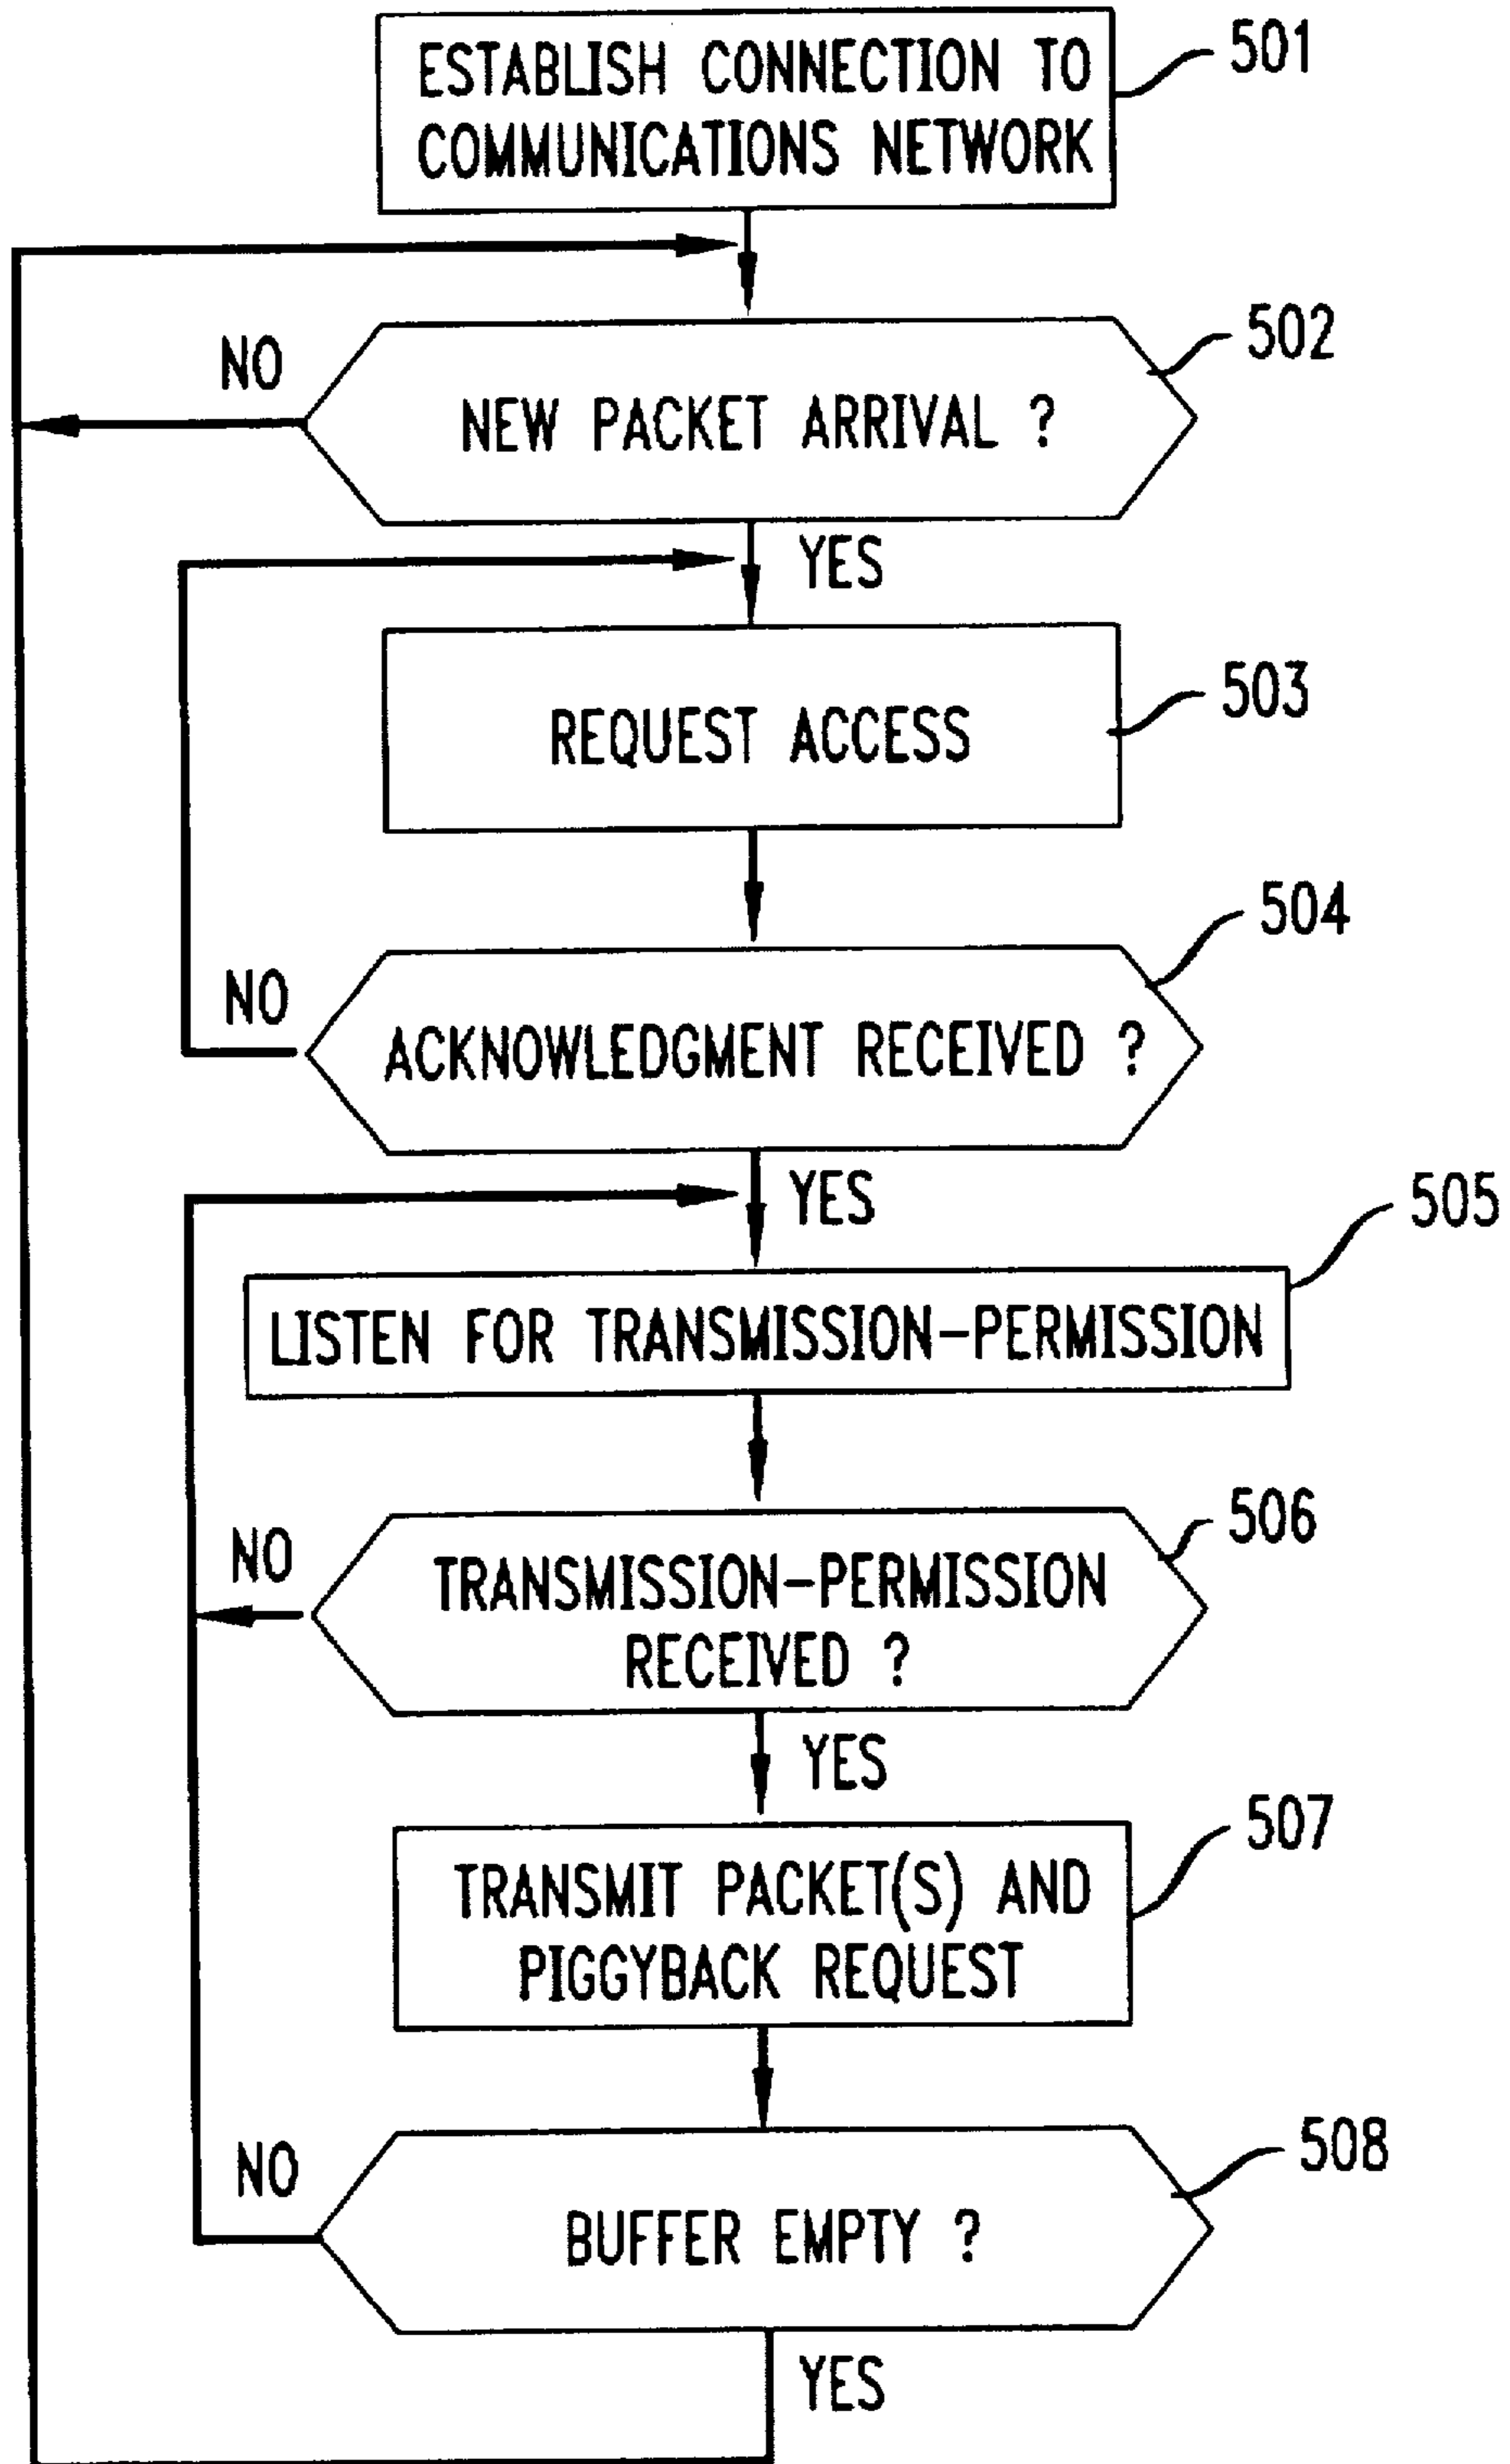 ESTABLISH CONNECTION TO
COMMUNICATIONS NETWORK
501
NO
NEW PACKET ARRIVAL ?
502
YES
REQUEST ACCESS
503
NO
ACKNOWLEDGMENT RECEIVED ?
504
YES
LISTEN FOR TRANSMISSION-PERMISSION
505
NO
TRANSMISSION-PERMISSION
RECEIVED ?
506
YES
TRANSMIT PACKET(S) AND
PIGGYBACK REQUEST
507
NO
BUFFER EMPTY ?
508
YES